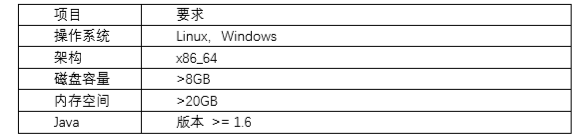 项目 要求
操作系统 Linux，Windows
架构 x86_64
磁盘容量 >8GB
内存空间 >20GB
Java 版本 >= 1.6